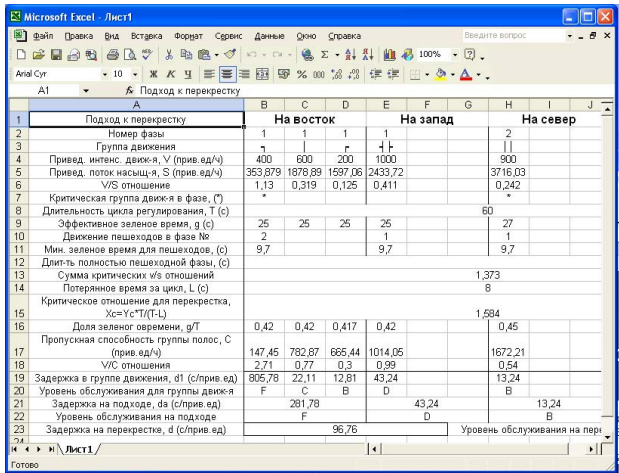 Microsoft Excel - Лист1
Файл Правка Вид Вставка Формат Сервис Данные Окно Справка Введите вопрос
100%
Arial Cyr 10 Ж К Ч
A1 fx Подход к перекрестку
A B C D E F G H I J
1 Подход к перекрестку На восток На запад На север
2 Номер фазы 1 1 1 1 2
3 Группа движения
4 Привед. интенс. движ-я, V (прив.ед/ч) 400 600 200 1000 900
5 Привед. поток насыщ-я, S (прив.ед/ч) 353,879 1878,89 1597,06 2433,72 3716,03
6 V/S отношение 1,13 0,319 0,125 0,411 0,242
7 Критическая группа движ-я в фазе, (*) * *
8 Длительность цикла регулирования, T (с) 60
9 Эффективное зеленое время, g (с) 25 25 25 25 27
10 Движение пешеходов в фазе № 2 1 1
11 Мин. зеленое время для пешеходов, (с) 9,7 9,7 9,7
12 Длит-ть полностью пешеходной фазы, (с)
13 Сумма критических v/s отношений 1,373
14 Потерянное время за цикл, L (с) 8
Критическое отношение для перекрестка,
15 Xc=Yc*T/(T-L) 1,584
16 Доля зеленог овремени, g/T 0,42 0,42 0,417 0,42 0,45
Пропускная способность группы полос, C
17 (прив.ед/ч) 147,45 782,87 665,44 1014,05 1672,21
18 V/C отношения 2,71 0,77 0,3 0,99 0,54
19 Задержка в группе движения, d1 (с/прив.ед) 805,78 22,11 12,81 43,24 13,24
20 Уровень обслуживания для группы движ-я F C B D B
21 Задержка на подходе, da (с/прив.ед) 281,78 43,24 13,24
22 Уровень обслуживания на подходе F D B
23 Задержка на перекрестке, d (с/прив.ед) 96,76 Уровень обслуживания на пер
24
Лист1
Готово